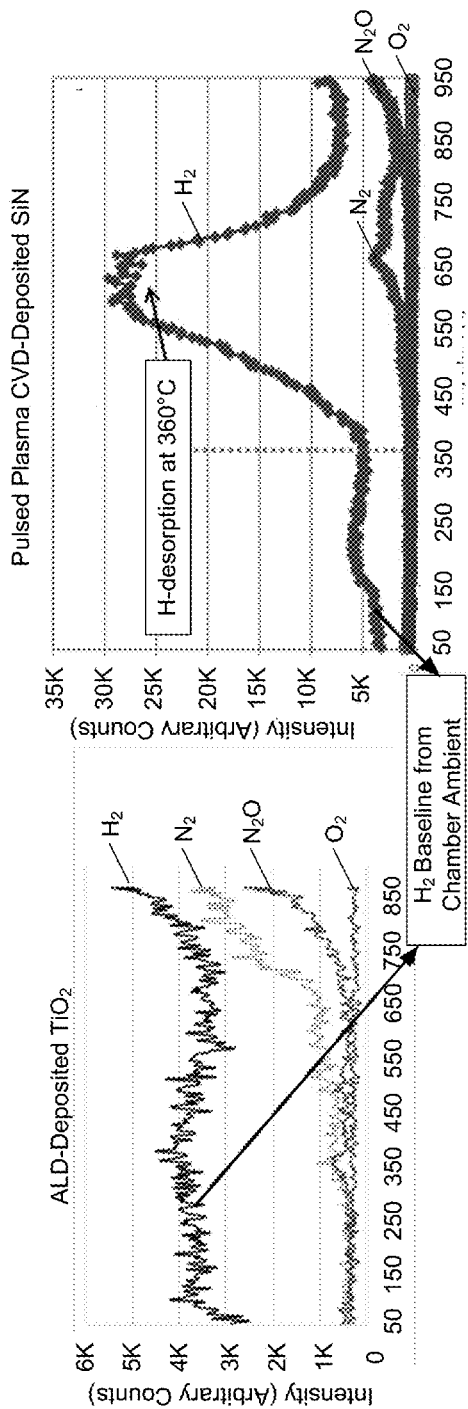 ALD-Deposited TiO₂
Intensity (Arbitrary Counts)
6K
5K
4K
3K
2K
1K
0
50 150 250 350 450 550 650 750 850
H₂
N₂
N₂O
O₂
H₂ Baseline from
Chamber Ambient
Pulsed Plasma CVD-Deposited SiN
Intensity (Arbitrary Counts)
35K
30K
25K
20K
15K
10K
5K
50 150 250 350 450 550 650 750 850 950
H-desorption at 360°C
H₂
N₂
N₂O
O₂